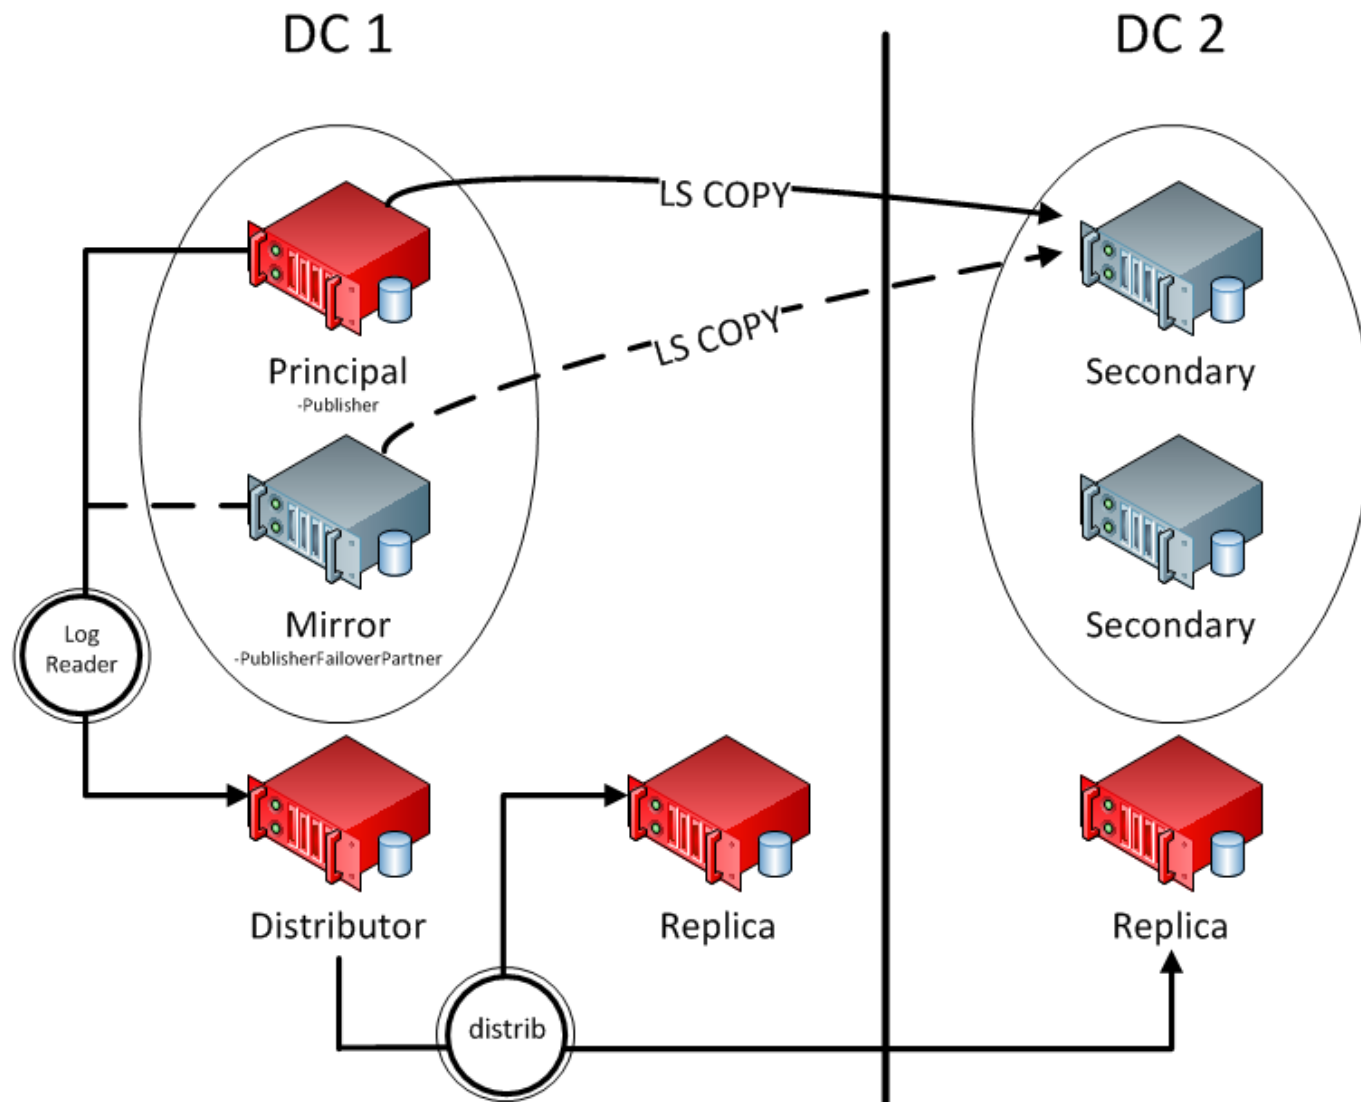 DC 1
DC 2
LS COPY
LS COPY
Principal
-Publisher
Secondary
Mirror
-PublisherFailoverPartner
Secondary
Log
Reader
Distributor
Replica
Replica
distrib